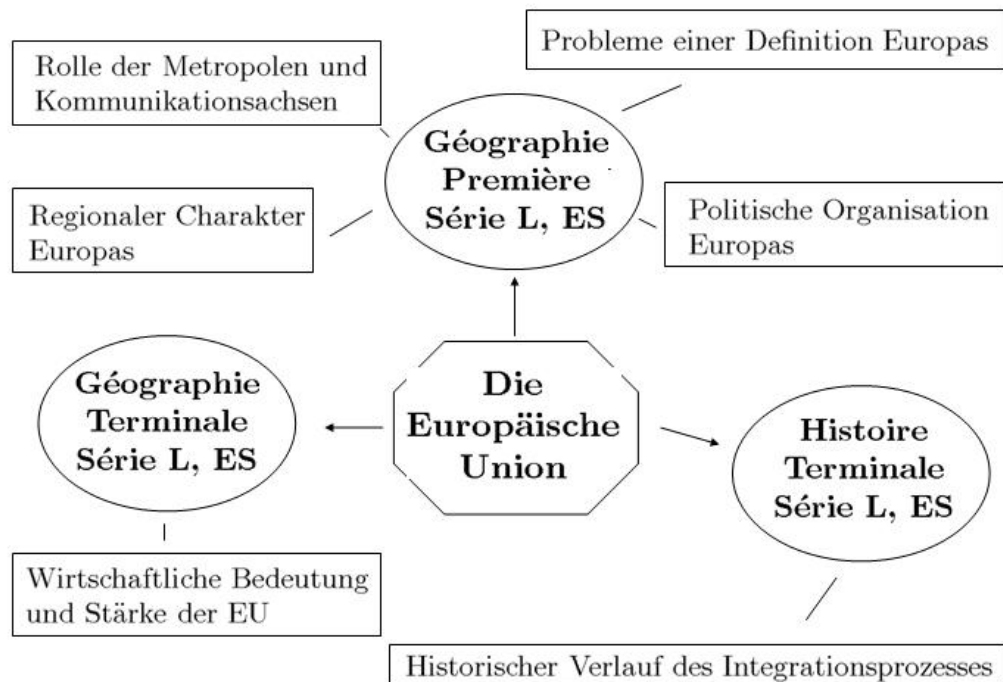 Probleme einer Definition Europas
Rolle der Metropolen und
Kommunikationsachsen
Géographie
Première
Série L, ES
Regionaler Charakter
Europas
Politische Organisation
Europas
Die
Europäische
Union
Géographie
Terminale
Série L, ES
Histoire
Terminale
Série L, ES
Wirtschaftliche Bedeutung
und Stärke der EU
Historischer Verlauf des Integrationsprozesses